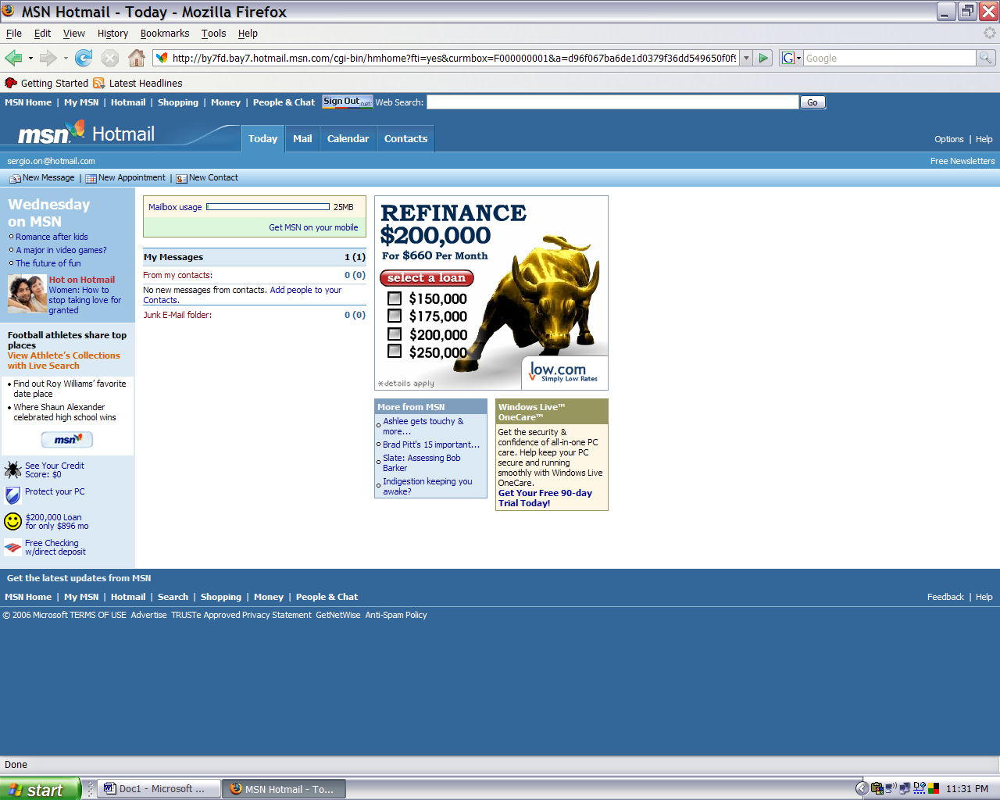 MSN Hotmail - Today - Mozilla Firefox
File Edit View History Bookmarks Tools Help
http://by7fd.bay7.hotmail.msn.com/cgi-bin/hmhome?fti=yes&curmbox=F000000001&a=d96f067ba6de1d0379f36dd549650f0f9
Google
Getting Started Latest Headlines
MSN Home | My MSN | Hotmail | Shopping | Money | People & Chat Sign Out .net Web Search: Go
msn Hotmail Today Mail Calendar Contacts Options | Help
sergio.on@hotmail.com Free Newsletters
New Message | New Appointment | New Contact
Wednesday
on MSN
Romance after kids
A major in video games?
The future of fun
Hot on Hotmail
Women: How to
stop taking love for
granted
Football athletes share top
places
View Athlete's Collections
with Live Search
Find out Roy Williams' favorite
date place
Where Shaun Alexander
celebrated high school wins
msn
See Your Credit
Score: $0
Protect your PC
$200,000 Loan
for only $896 mo
Free Checking
w/direct deposit
Mailbox usage 25MB
Get MSN on your mobile
My Messages 1 (1)
From my contacts: 0 (0)
No new messages from contacts. Add people to your
Contacts.
Junk E-Mail folder: 0 (0)
REFINANCE
$200,000
For $660 Per Month
select a loan
$150,000
$175,000
$200,000
$250,000
low.com
Simply Low Rates
*details apply
More from MSN
Ashlee gets touchy &
more...
Brad Pitt's 15 important...
Slate: Assessing Bob
Barker
Indigestion keeping you
awake?
Windows Live™
OneCare™
Get the security &
confidence of all-in-one PC
care. Help keep your PC
secure and running
smoothly with Windows Live
OneCare.
Get Your Free 90-day
Trial Today!
Get the latest updates from MSN
MSN Home | My MSN | Hotmail | Search | Shopping | Money | People & Chat Feedback | Help
© 2006 Microsoft TERMS OF USE Advertise TRUSTe Approved Privacy Statement GetNetWise Anti-Spam Policy
Done
start Doc1 - Microsoft ... MSN Hotmail - To... 11:31 PM